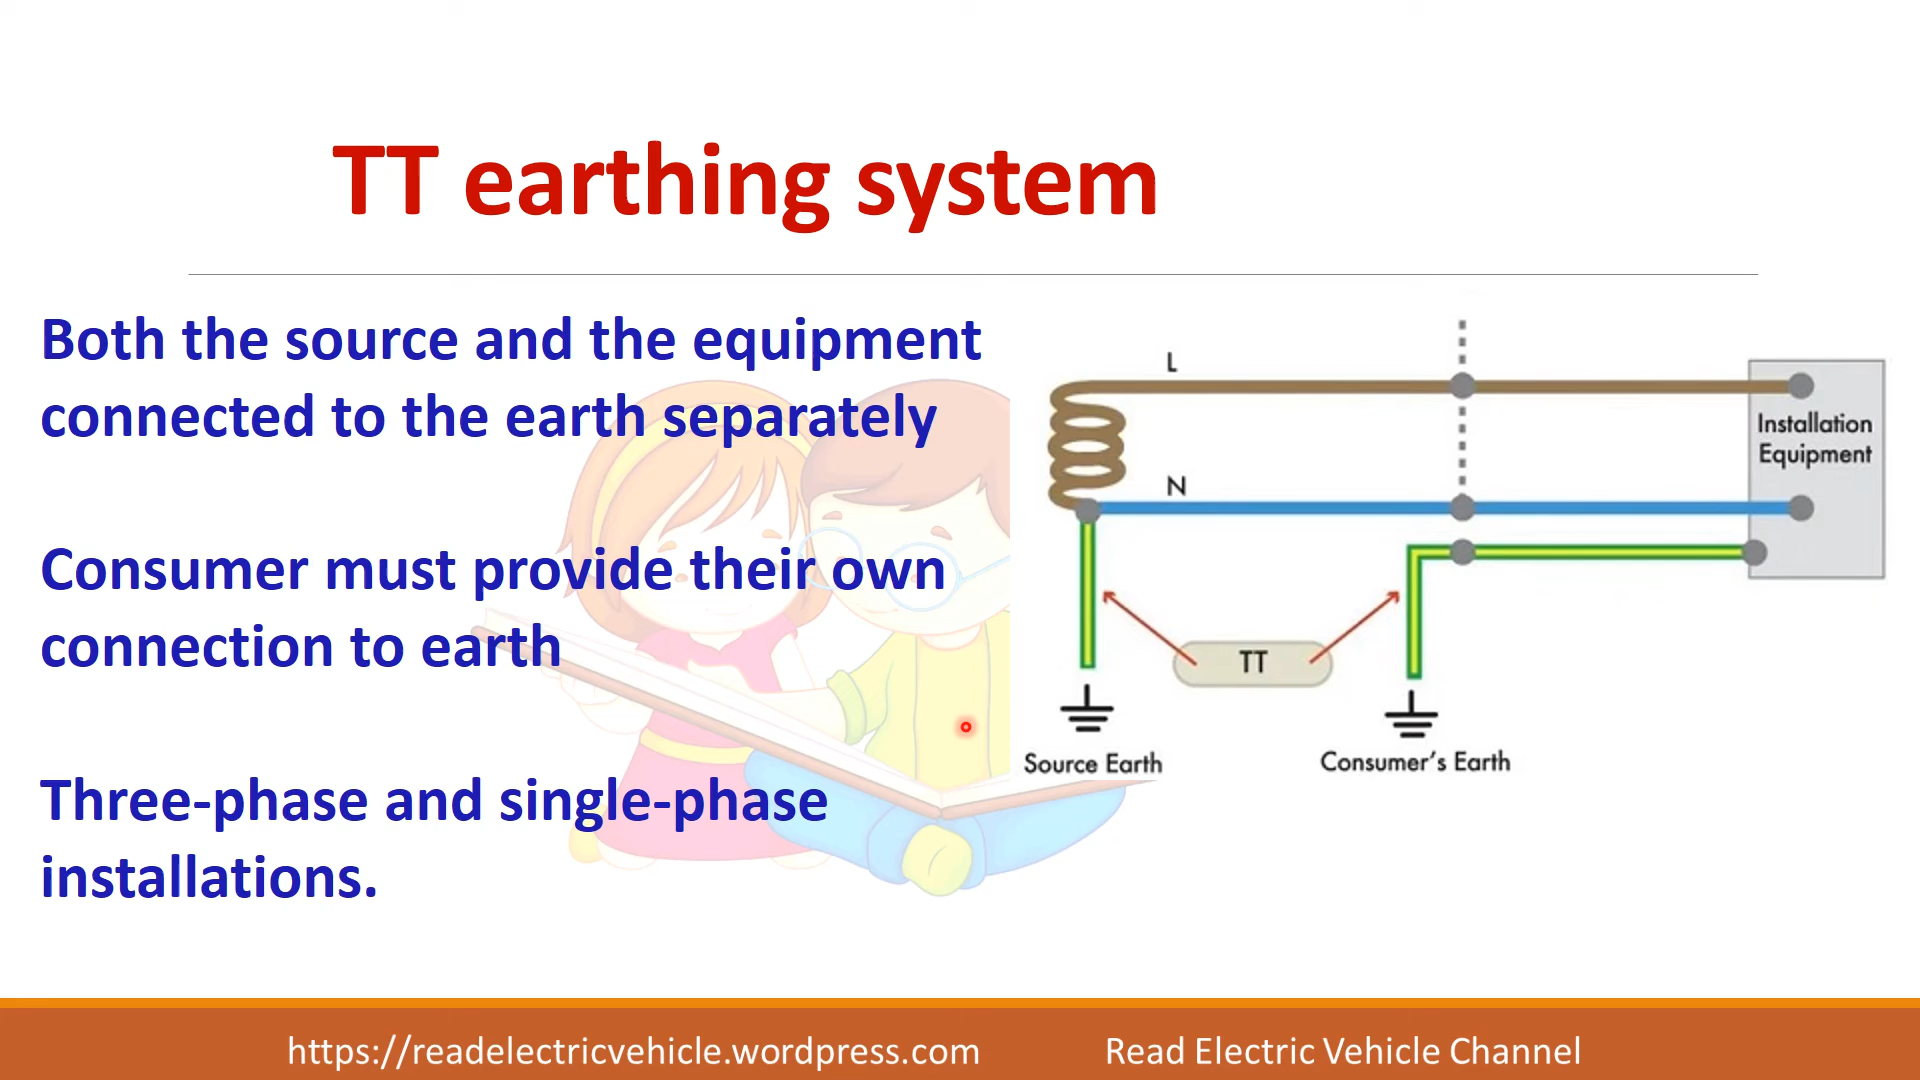 TT earthing system
Both the source and the equipment
connected to the earth separately
Consumer must provide their own
connection to earth
Three-phase and single-phase
installations.
L
N
Installation
Equipment
TT
Source Earth
Consumer's Earth
https://readelectricvehicle.wordpress.com
Read Electric Vehicle Channel